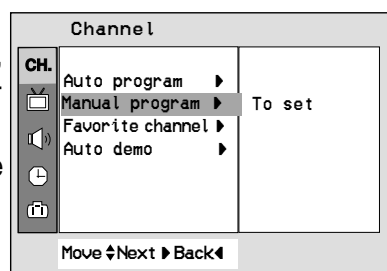 Channel
CH.
Auto program ▶
Manual program ▶ To set
Favorite channel ▶
Auto demo ▶
Move ▲▼ Next ▶ Back ◀